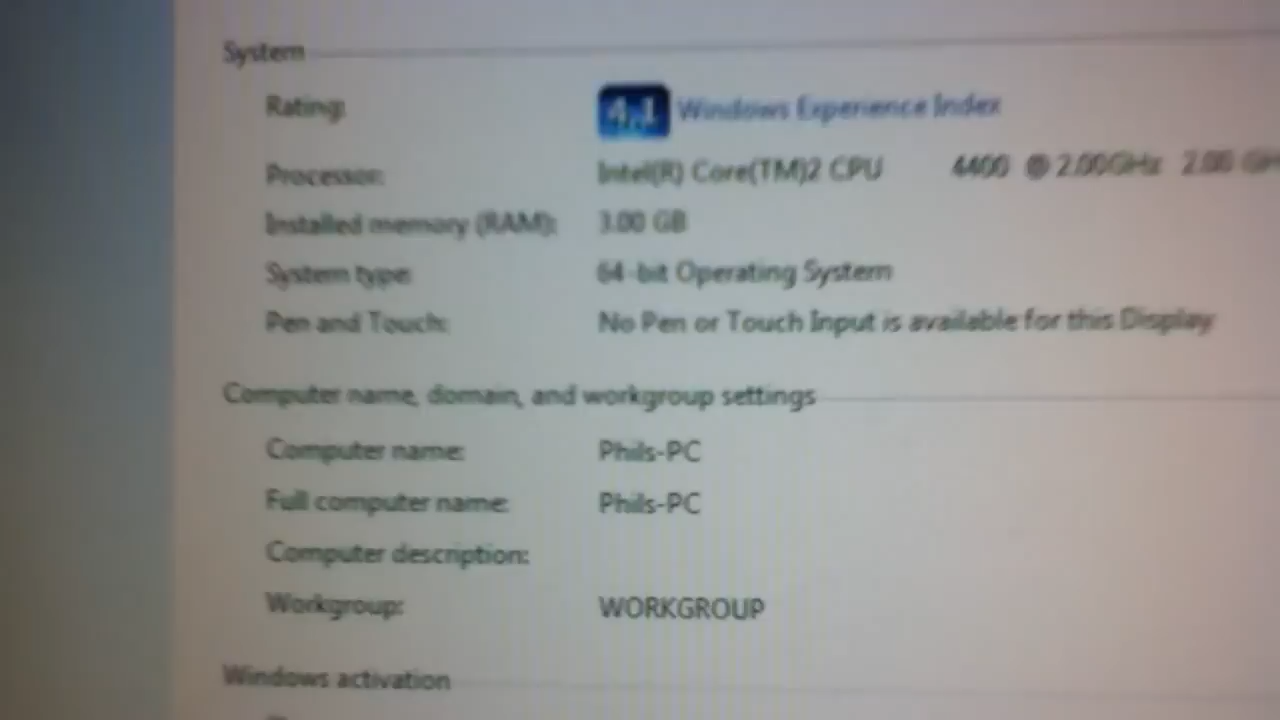 System
Rating: 4.1 Windows Experience Index
Processor: Intel(R) Core(TM)2 CPU 4400 @ 2.00GHz 2.00
Installed memory (RAM): 3.00 GB
System type: 64-bit Operating System
Pen and Touch: No Pen or Touch Input is available for this Display
Computer name, domain, and workgroup settings
Computer name: Phils-PC
Full computer name: Phils-PC
Computer description:
Workgroup: WORKGROUP
Windows activation